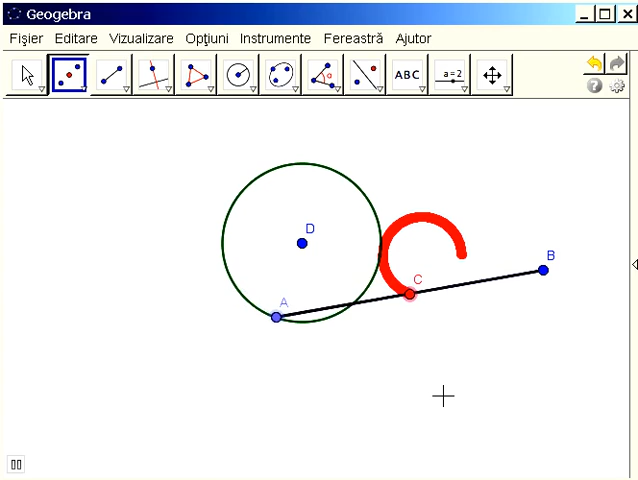 Geogebra
Fişier Editare Vizualizare Opţiuni Instrumente Fereastră Ajutor
α ABC a = 2
D
B
C
A